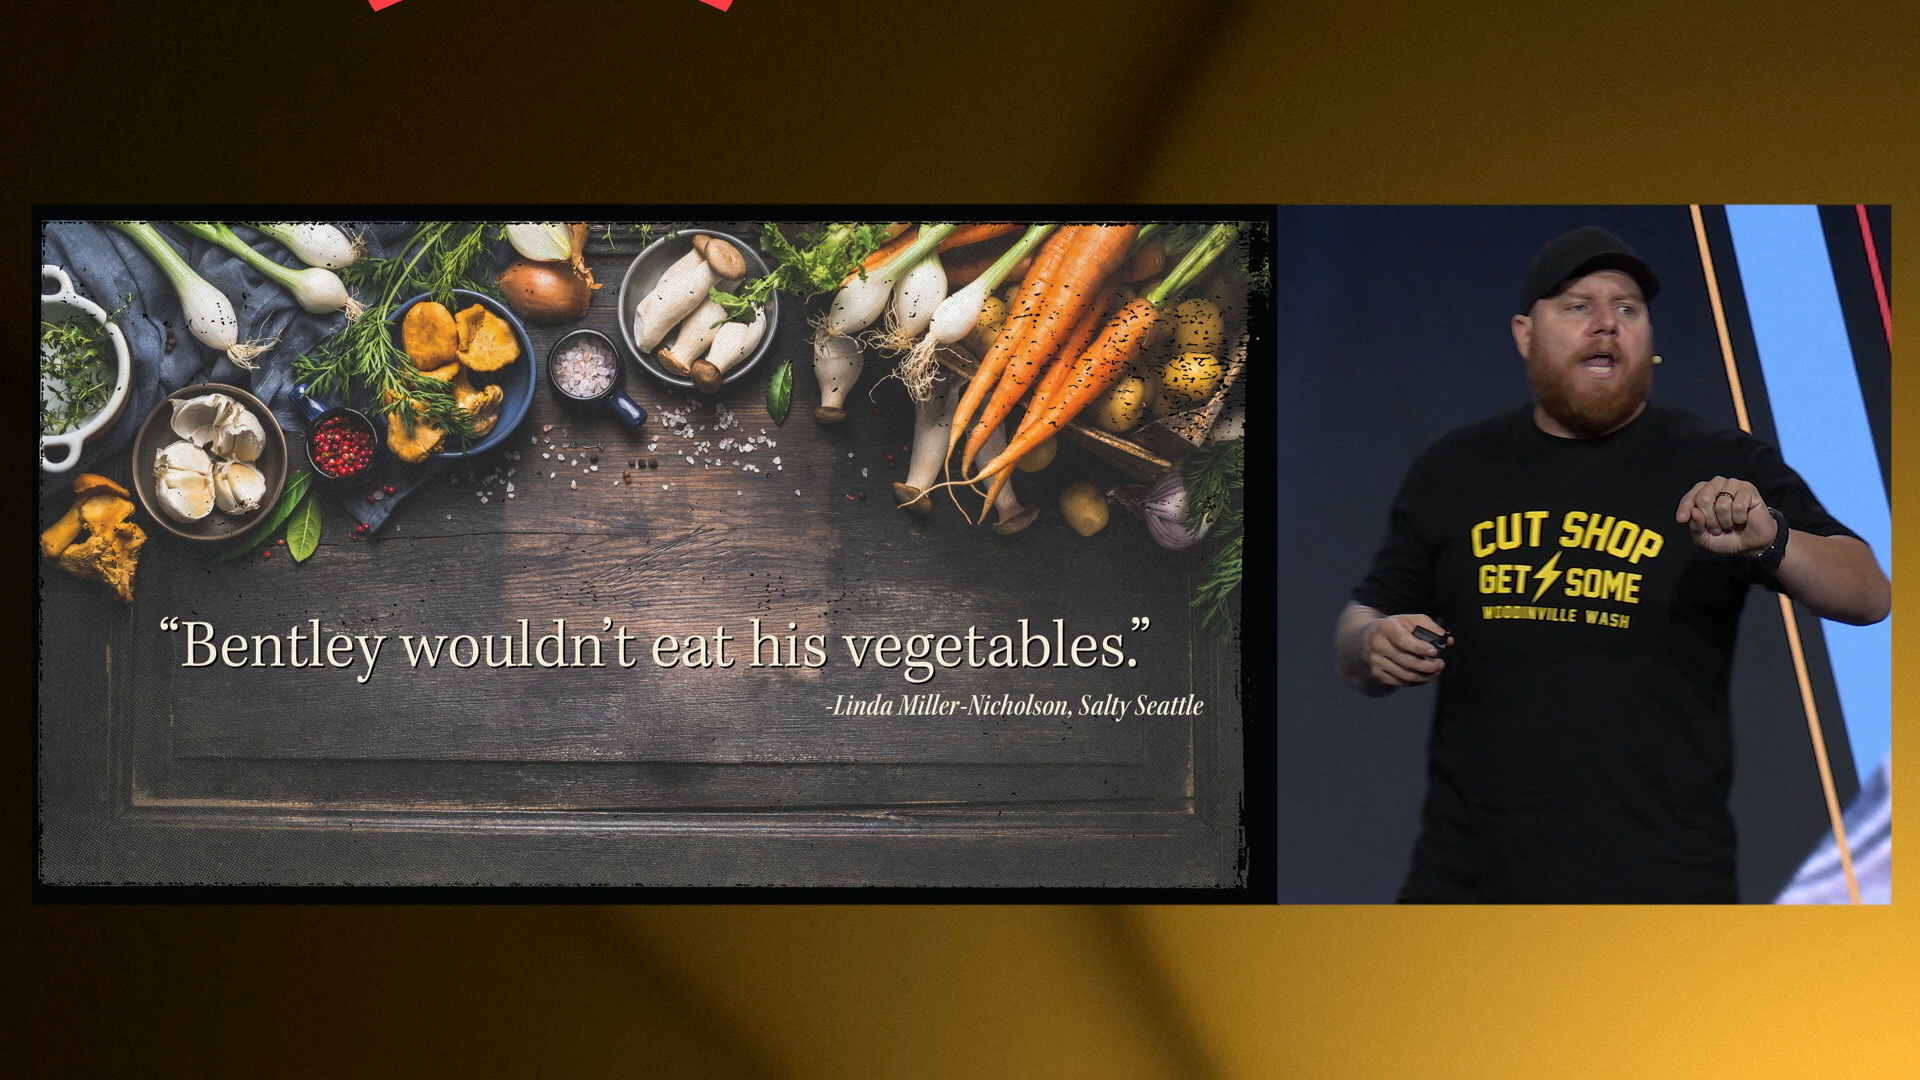 “Bentley wouldn’t eat his vegetables.”
-Linda Miller-Nicholson, Salty Seattle
CUT SHOP
GET SOME
WOODINVILLE WASH